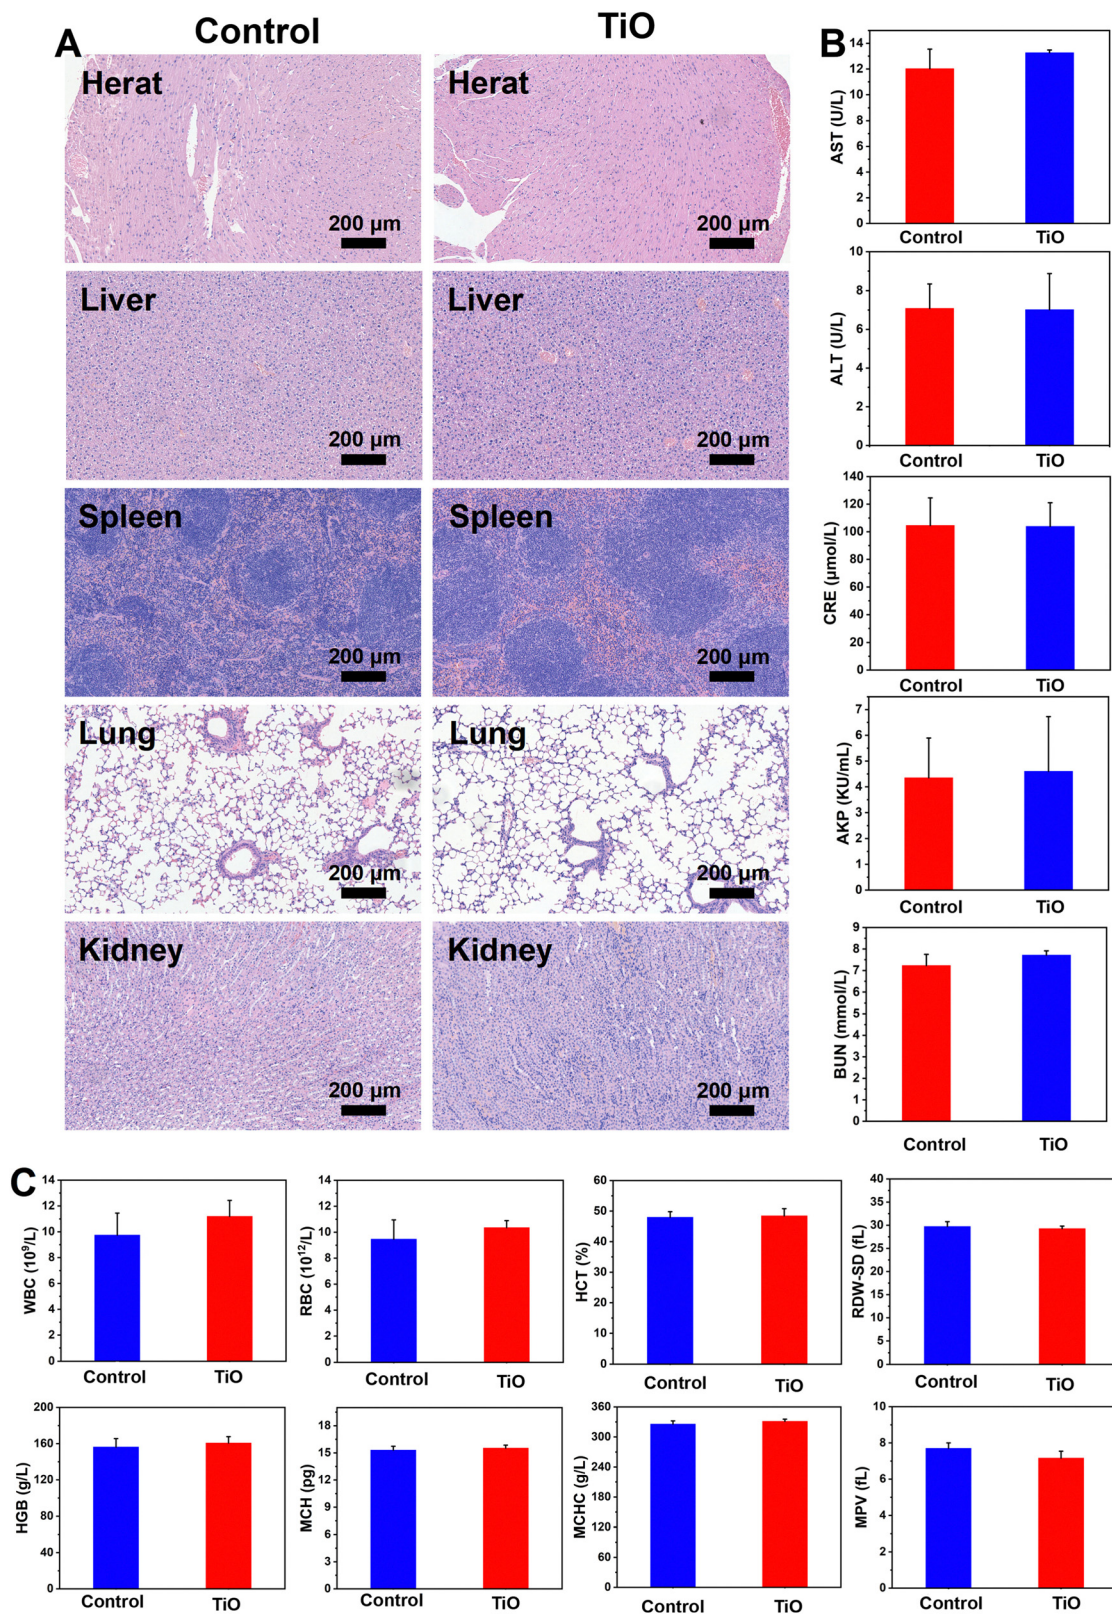 A
Control
TiO
Herat
200 µm
Herat
200 µm
Liver
200 µm
Liver
200 µm
Spleen
200 µm
Spleen
200 µm
Lung
200 µm
Lung
200 µm
Kidney
200 µm
Kidney
200 µm
B
AST (U/L)
14
12
10
8
6
4
2
0
Control
TiO
ALT (U/L)
10
8
6
4
2
0
Control
TiO
CRE (µmol/L)
140
120
100
80
60
40
20
0
Control
TiO
AKP (KU/mL)
7
6
5
4
3
2
1
0
Control
TiO
BUN (mmol/L)
9
8
7
6
5
4
3
2
1
0
Control
TiO
C
WBC (10⁹/L)
14
12
10
8
6
4
2
0
Control
TiO
RBC (10¹²/L)
14
12
10
8
6
4
2
0
Control
TiO
HCT (%)
60
50
40
30
20
10
0
Control
TiO
RDW-SD (fL)
40
35
30
25
20
15
10
5
0
Control
TiO
HGB (g/L)
200
160
120
80
40
0
Control
TiO
MCH (pg)
18
15
12
9
6
3
0
Control
TiO
MCHC (g/L)
360
300
240
180
120
60
0
Control
TiO
MPV (fL)
10
8
6
4
2
0
Control
TiO